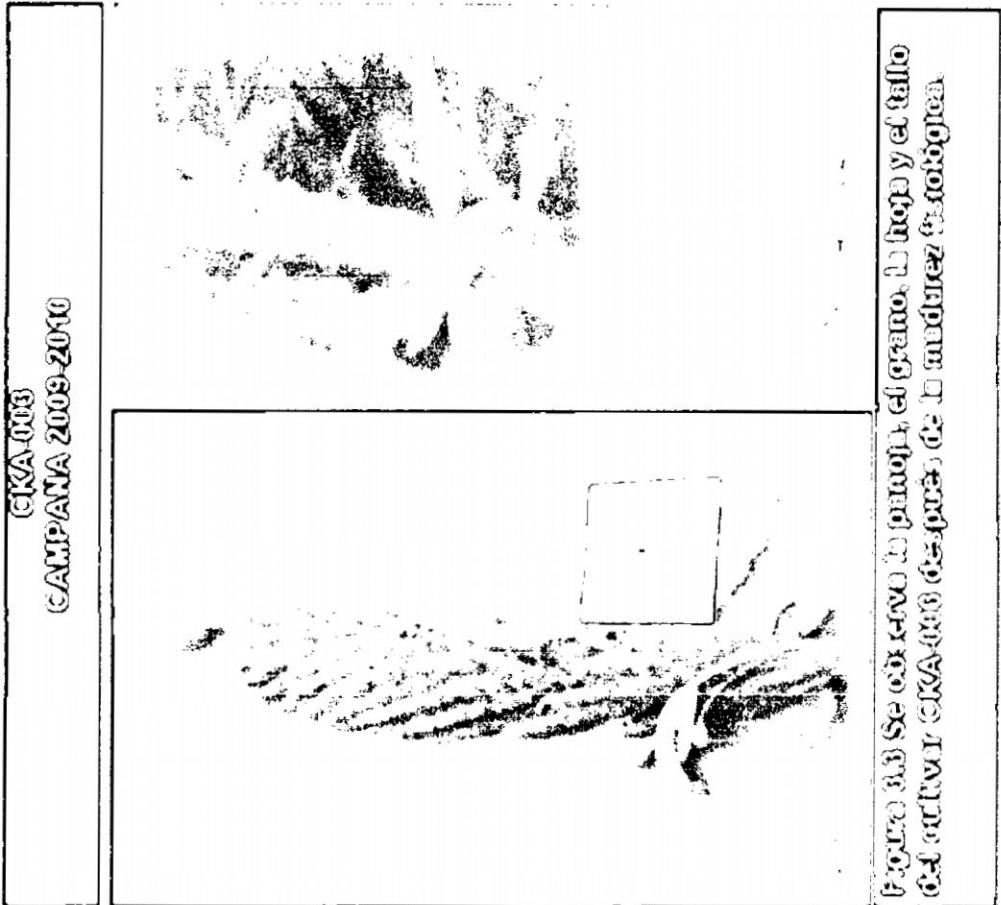 CKA-003
CAMPANA 2009-2010
Figura 3.3 Se observa la panoja, el grano, la hoja y el tallo
del cultivar CKA-003 después de la madurez fisiológica.